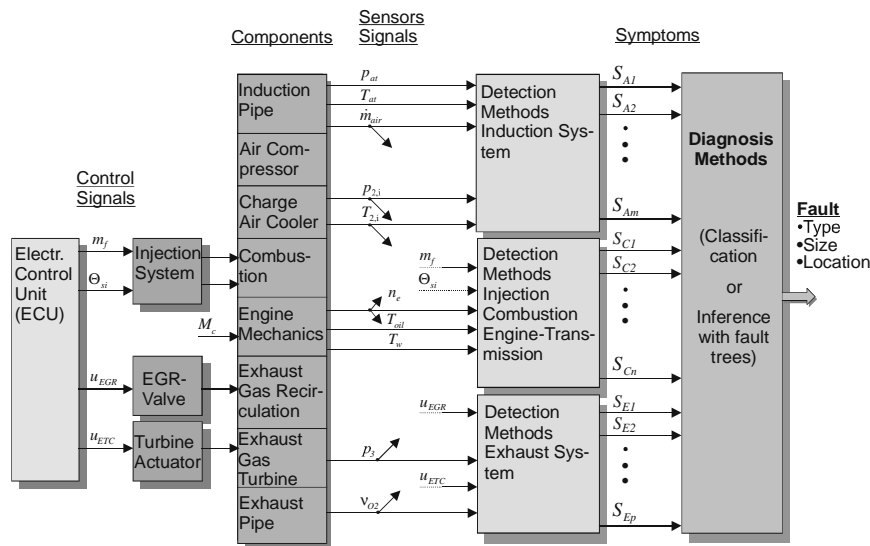 Components
Sensors
Signals
Symptoms
Control
Signals
Electr.
Control
Unit
(ECU)
m_f
Θ_si
u_EGR
u_ETC
Injection
System
EGR-
Valve
Turbine
Actuator
M_c
Induction
Pipe
Air Com-
pressor
Charge
Air Cooler
Combus-
tion
Engine
Mechanics
Exhaust
Gas Recir-
culation
Exhaust
Gas
Turbine
Exhaust
Pipe
p_at
T_at
ṁ_air
p_2,i
T_2,i
m_f
Θ_si
n_e
T_oil
T_w
u_EGR
p_3
u_ETC
ν_O2
Detection
Methods
Induction Sys-
tem
Detection
Methods
Injection
Combustion
Engine-Trans-
mission
Detection
Methods
Exhaust Sys-
tem
S_A1
S_A2
S_Am
S_C1
S_C2
S_Cn
S_E1
S_E2
S_Ep
Diagnosis
Methods
(Classifi-
cation
or
Inference
with fault
trees)
Fault
•Type
•Size
•Location